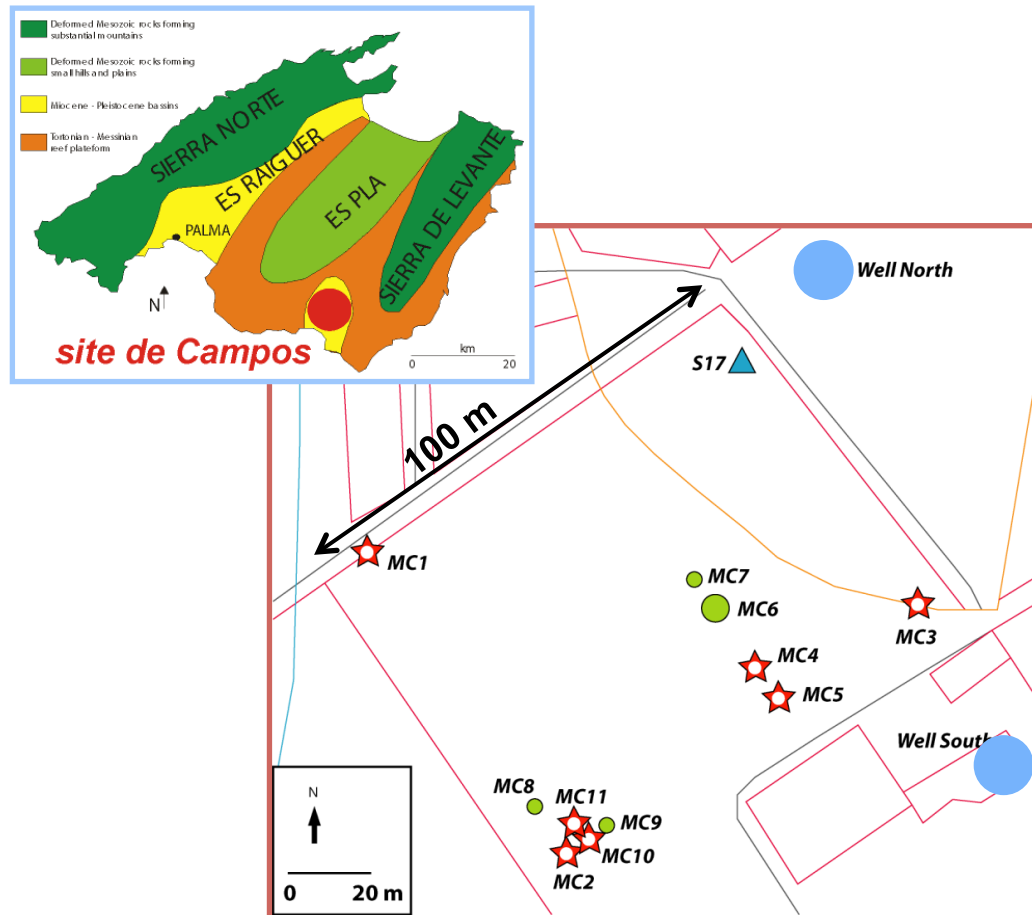 Deformed Mesozoic rocks forming
substantial mountains
Deformed Mesozoic rocks forming
small hills and plains
Miocene - Pleistocene bassins
Tortonian - Messinian
reef plateform
SIERRA NORTE
ES RAIGUER
ES PLA
SIERRA DE LEVANTE
PALMA
N
site de Campos
km
0 20
Well North
S17
100 m
MC1
MC7
MC6
MC3
MC4
MC5
Well South
MC8
MC11
MC9
MC10
MC2
N
0 20 m